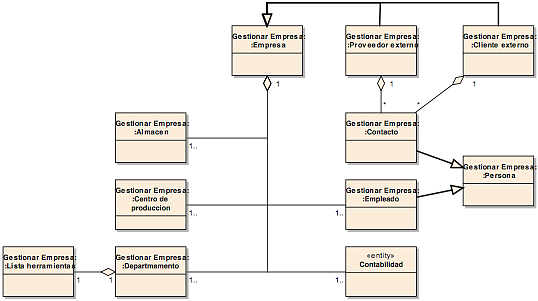 Gestionar Empresa:
:Empresa
Gestionar Empresa:
:Proveedor externo
Gestionar Empresa:
:Cliente externo
1
1
1
*
*
Gestionar Empresa:
:Almacen
1..
Gestionar Empresa:
:Contacto
Gestionar Empresa:
:Persona
Gestionar Empresa:
:Centro de
produccion
1..
1..
Gestionar Empresa:
:Empleado
Gestionar Empresa:
:Lista herramientas
1
1
Gestionar Empresa:
:Departmamento
1..
1..
«entity»
Contabilidad